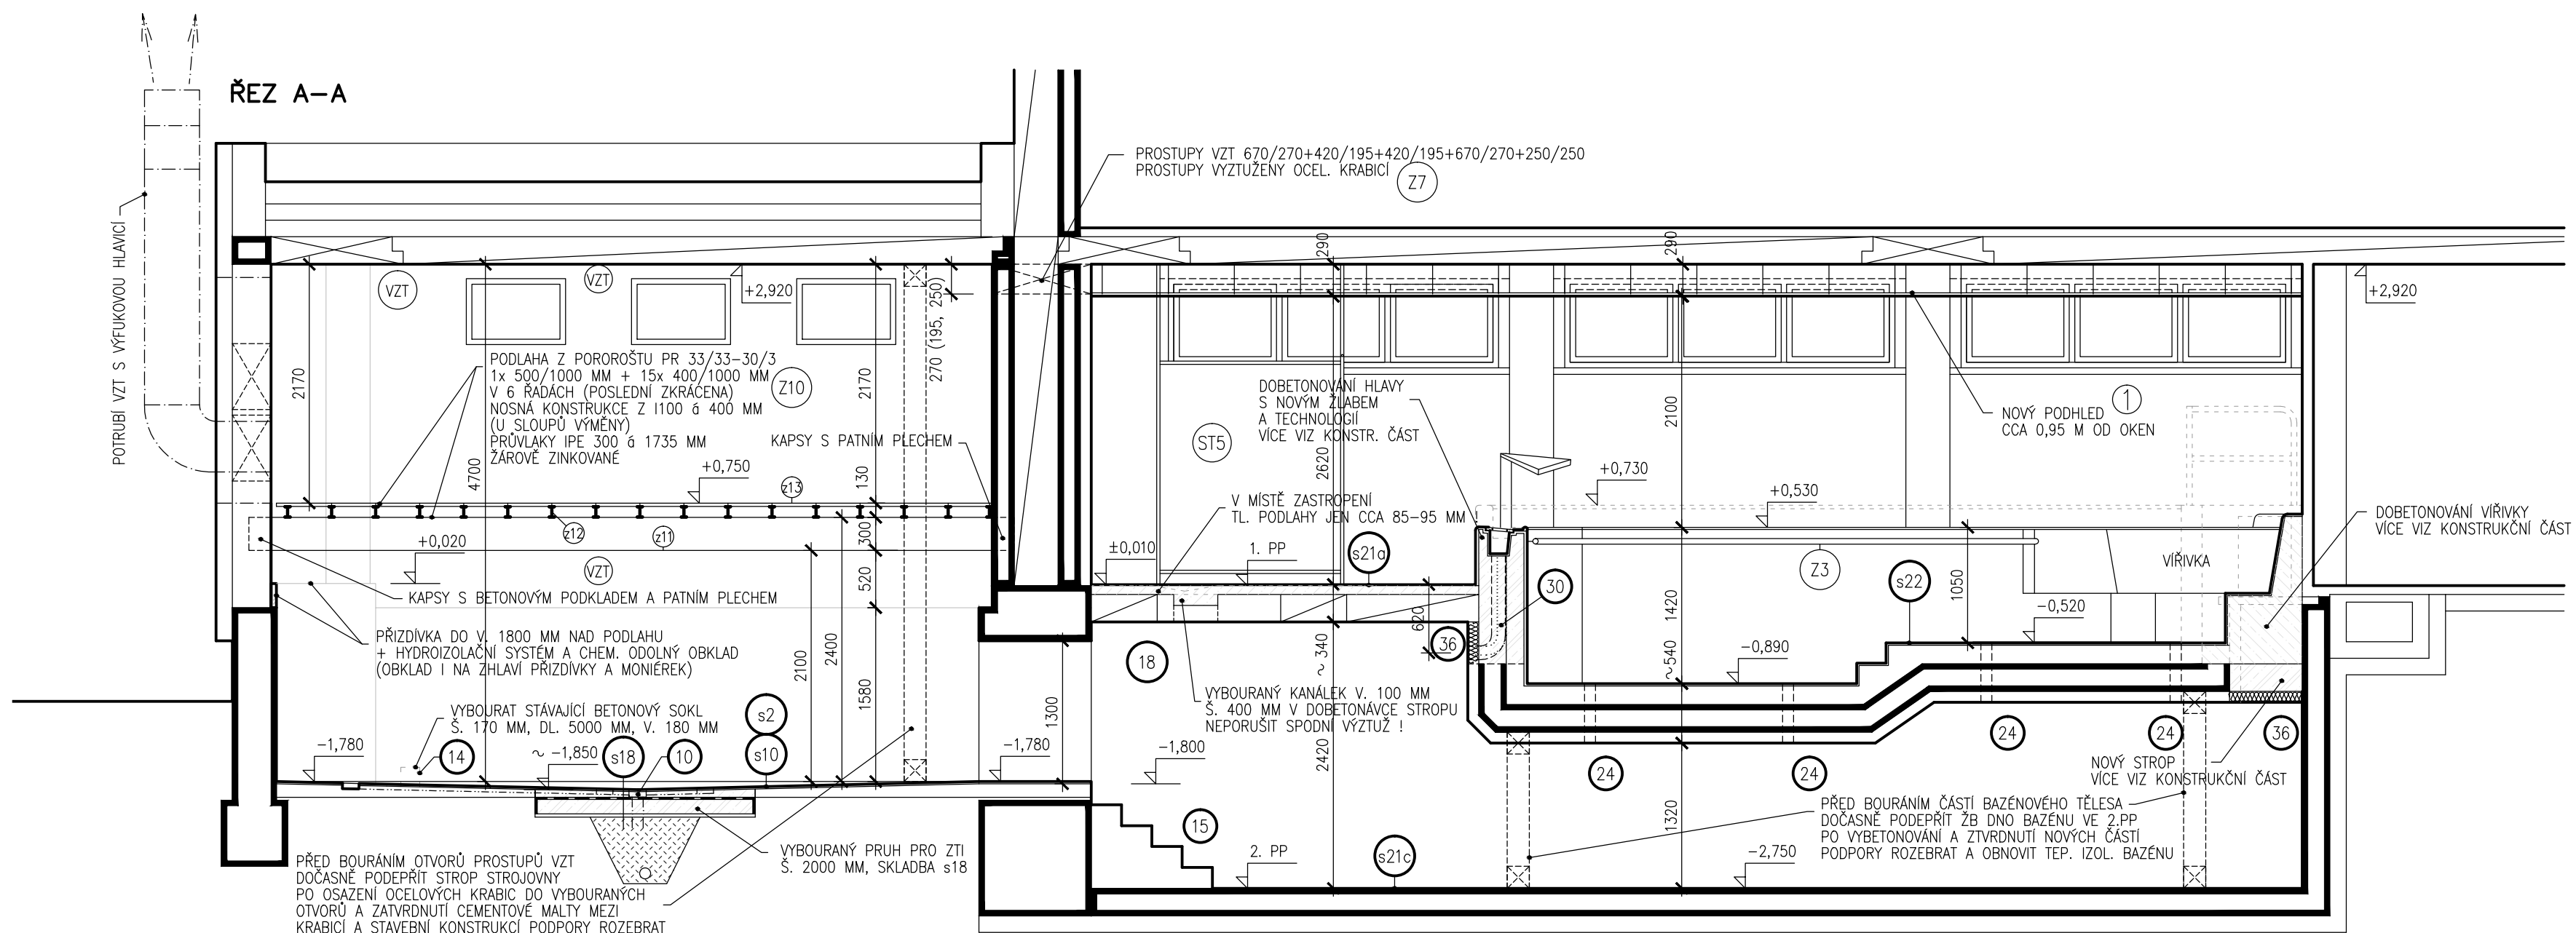 ŘEZ A–A
POTRUBÍ VZT S VÝFUKOVOU HLAVICÍ
PROSTUPY VZT 670/270+420/195+420/195+670/270+250/250
PROSTUPY VYZTUŽENY OCEL. KRABICÍ
Z7
VZT
VZT
+2,920
2170
4700
2170
270 (195, 250)
290
290
+2,920
PODLAHA Z POROROŠTU PR 33/33–30/3
1x 500/1000 MM + 15x 400/1000 MM
V 6 ŘADÁCH (POSLEDNÍ ZKRÁCENA)
NOSNÁ KONSTRUKCE Z I100 á 400 MM
(U SLOUPŮ VÝMĚNY)
PRŮVLAKY IPE 300 á 1735 MM
ŽÁROVĚ ZINKOVANÉ
Z10
KAPSY S PATNÍM PLECHEM
+0,750
z13
130
z12
z11
300
+0,020
VZT
520
KAPSY S BETONOVÝM PODKLADEM A PATNÍM PLECHEM
PŘIZDÍVKA DO V. 1800 MM NAD PODLAHU
+ HYDROIZOLAČNÍ SYSTÉM A CHEM. ODOLNÝ OBKLAD
(OBKLAD I NA ZHLAVÍ PŘIZDÍVKY A MONIÉREK)
2100
2400
1580
1300
VYBOURAT STÁVAJÍCÍ BETONOVÝ SOKL
Š. 170 MM, DL. 5000 MM, V. 180 MM
s2
s10
–1,780
14
~ –1,850
s18
10
–1,780
VYBOURANÝ PRUH PRO ZTI
Š. 2000 MM, SKLADBA s18
PŘED BOURÁNÍM OTVORŮ PROSTUPŮ VZT
DOČASNĚ PODEPŘÍT STROP STROJOVNY
PO OSAZENÍ OCELOVÝCH KRABIC DO VYBOURANÝCH
OTVORŮ A ZATVRDNUTÍ CEMENTOVÉ MALTY MEZI
KRABICÍ A STAVEBNÍ KONSTRUKCÍ PODPORY ROZEBRAT
DOBETONOVÁNÍ HLAVY
S NOVÝM ŽLABEM
A TECHNOLOGIÍ
VÍCE VIZ KONSTR. ČÁST
ST5
2620
2100
1
NOVÝ PODHLED
CCA 0,95 M OD OKEN
V MÍSTĚ ZASTROPENÍ
TL. PODLAHY JEN CCA 85–95 MM !
+0,730
+0,530
DOBETONOVÁNÍ VÍŘIVKY
VÍCE VIZ KONSTRUKČNÍ ČÁST
±0,010
1. PP
s21a
Z3
s22
1050
VÍŘIVKA
30
620
1420
–0,520
36
18
~ 340
~540
–0,890
VYBOURANÝ KANÁLEK V. 100 MM
Š. 400 MM V DOBETONÁVCE STROPU
NEPORUŠIT SPODNÍ VÝZTUŽ !
–1,800
2420
24
24
24
24
36
NOVÝ STROP
VÍCE VIZ KONSTRUKČNÍ ČÁST
15
1320
PŘED BOURÁNÍM ČÁSTÍ BAZÉNOVÉHO TĚLESA
DOČASNĚ PODEPŘÍT ŽB DNO BAZÉNU VE 2.PP
PO VYBETONOVÁNÍ A ZTVRDNUTÍ NOVÝCH ČÁSTÍ
PODPORY ROZEBRAT A OBNOVIT TEP. IZOL. BAZÉNU
2. PP
s21c
–2,750